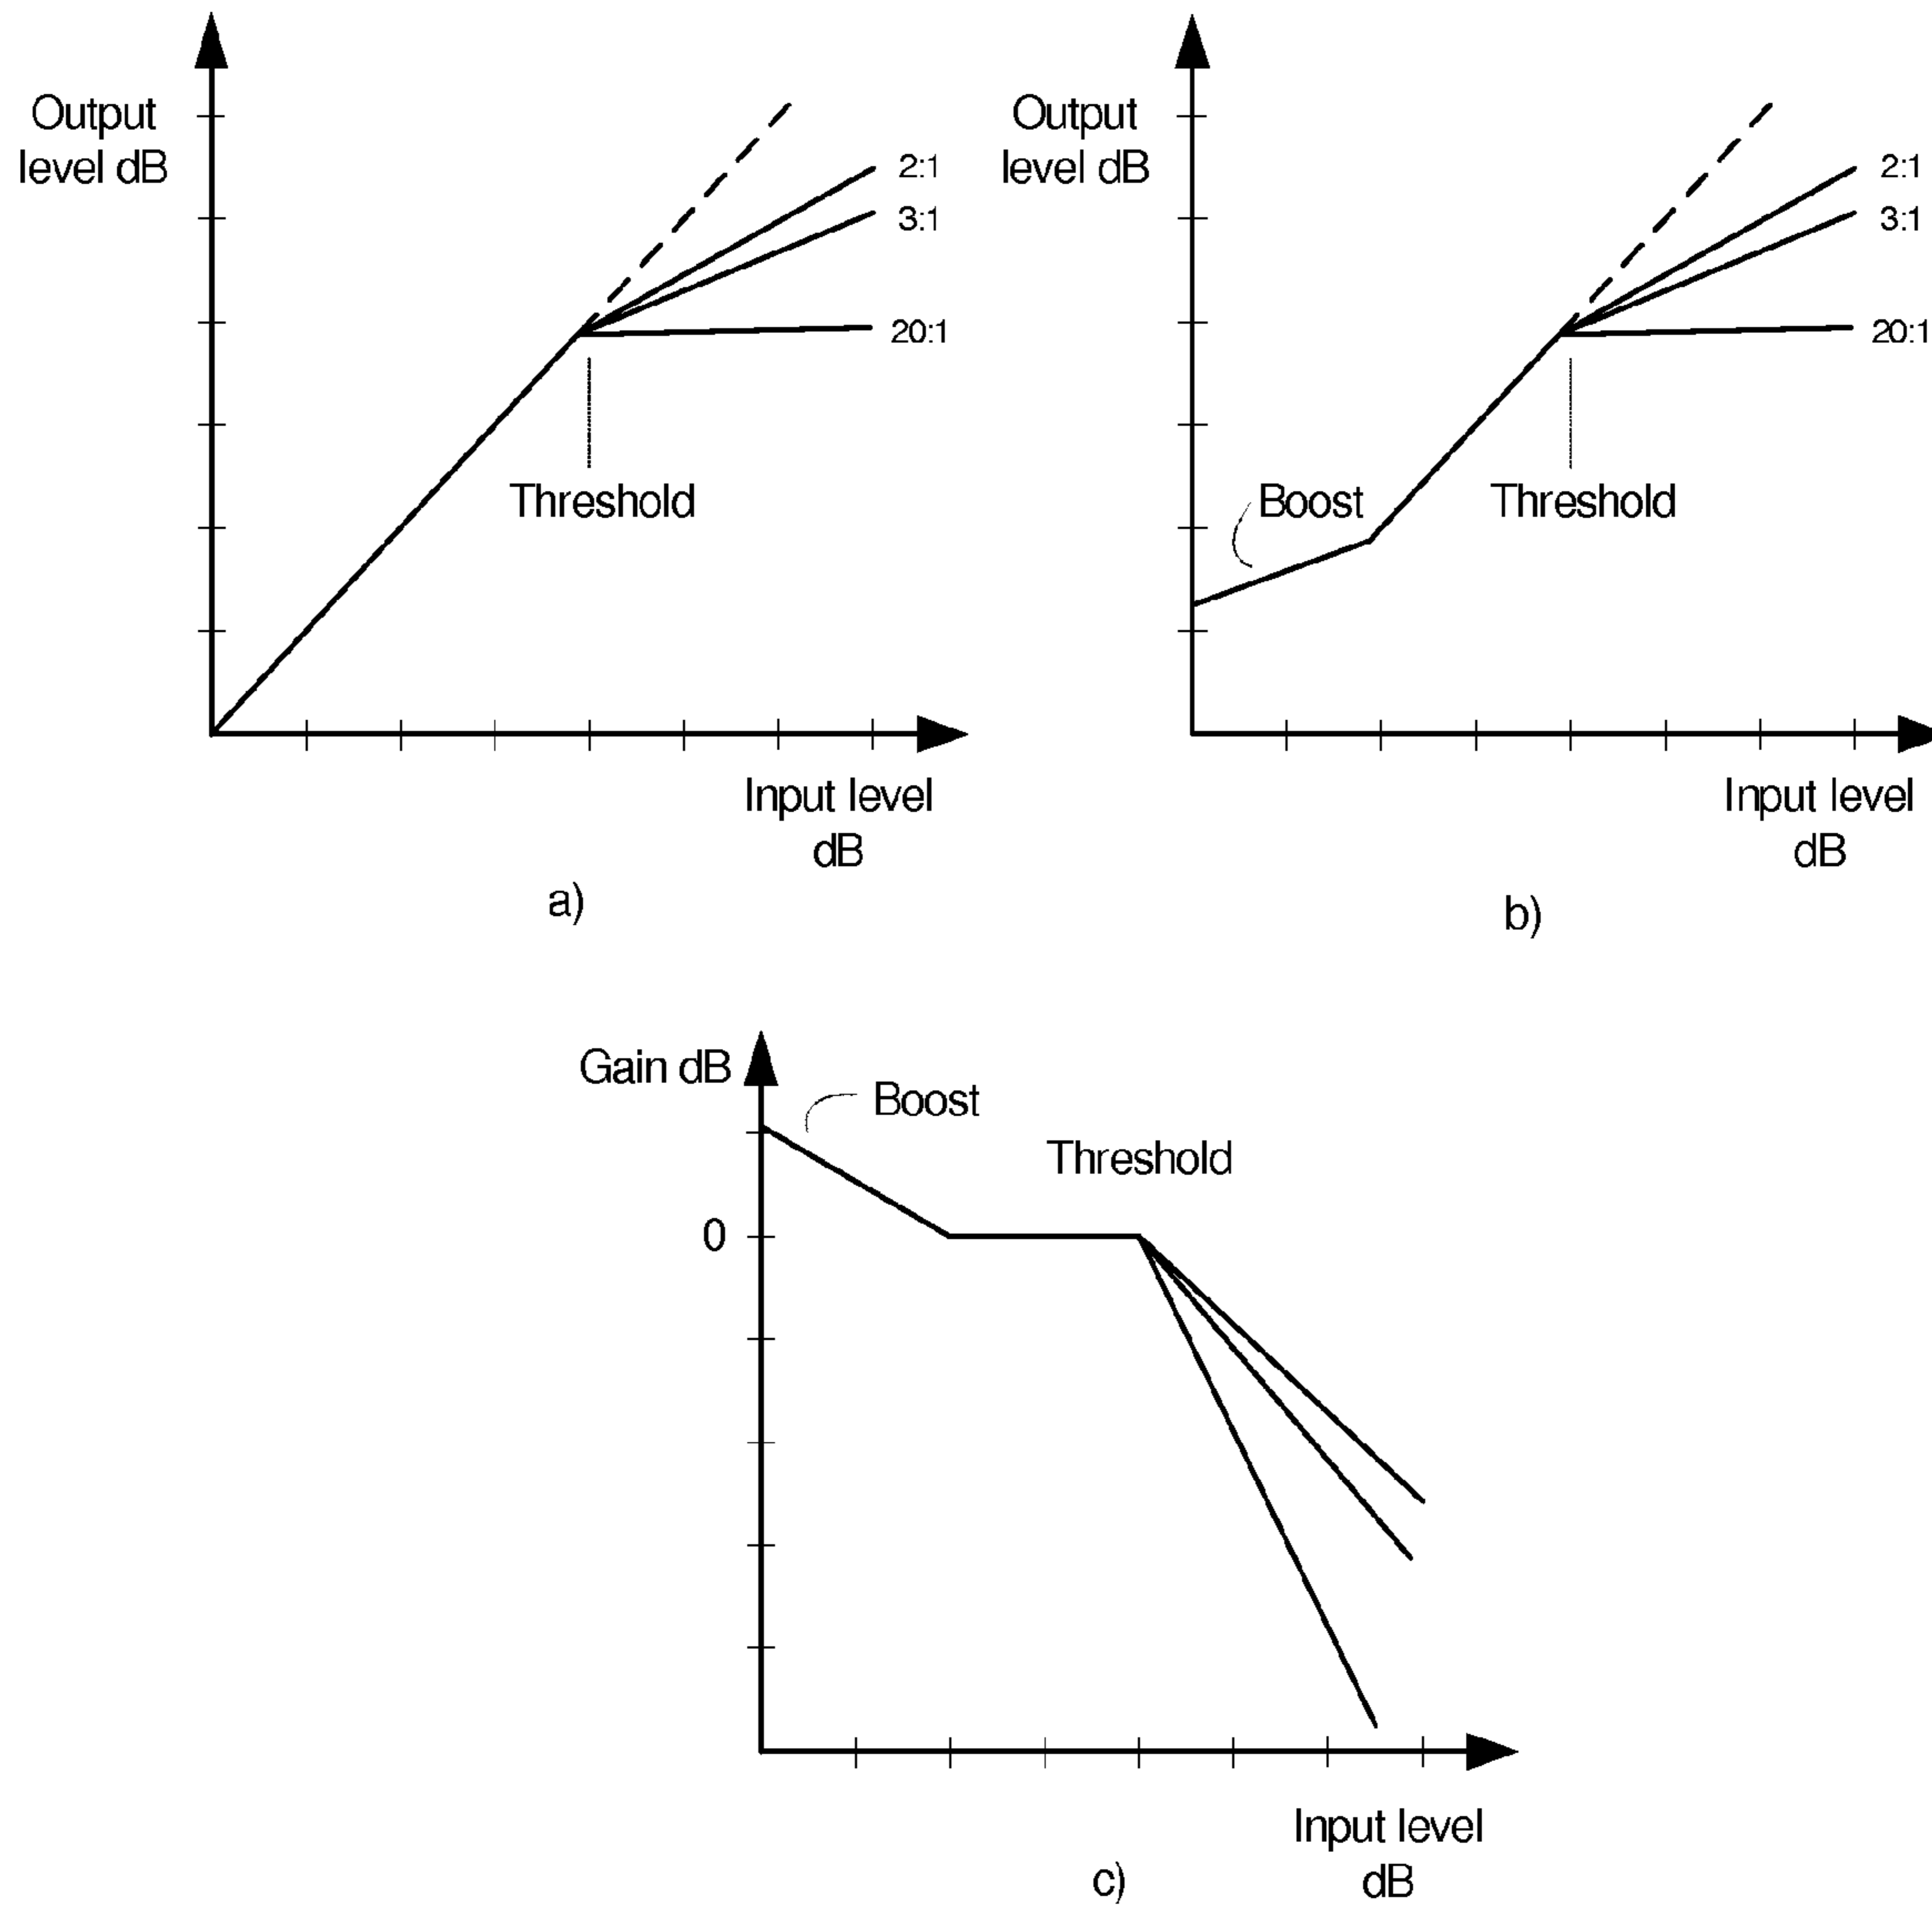 Output
level dB
2:1
3:1
20:1
Threshold
Input level
dB
a)
Output
level dB
2:1
3:1
20:1
Boost
Threshold
Input level
dB
b)
Gain dB
Boost
Threshold
0
Input level
dB
c)